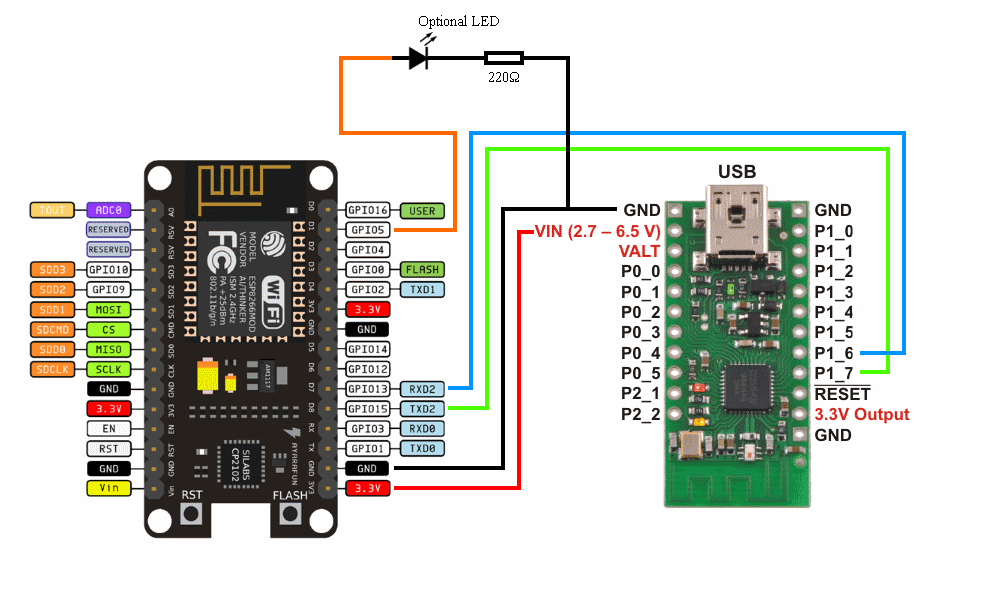 Optional LED
220Ω
TOUT
ADC0
RESERVED
RESERVED
SDD3
GPIO10
SDD2
GPIO9
SDD1
MOSI
SDCMD
CS
SDD0
MISO
SDCLK
SCLK
GND
3.3V
EN
RST
GND
Vin
A0
RSV
RSV
SD3
SD2
SD1
CMD
SD0
CLK
GND
3V3
EN
RST
GND
Vin
MODEL
VENDOR
ESP8266MOD
AI/THINKER
ISM 2.4GHz
PA +25dBm
802.11b/g/n
FC
Wi Fi
AM1117
SILABS
CP2102
AYARAFUN
RST
FLASH
D0
D1
D2
D3
D4
3V3
GND
D5
D6
D7
D8
RX
TX
GND
3V3
GPIO16
USER
GPIO5
GPIO4
GPIO0
FLASH
GPIO2
TXD1
3.3V
GND
GPIO14
GPIO12
GPIO13
RXD2
GPIO15
TXD2
GPIO3
RXD0
GPIO1
TXD0
GND
3.3V
USB
GND
VIN (2.7 – 6.5 V)
VALT
P0_0
P0_1
P0_2
P0_3
P0_4
P0_5
P2_1
P2_2
GND
P1_0
P1_1
P1_2
P1_3
P1_4
P1_5
P1_6
P1_7
RESET
3.3V Output
GND